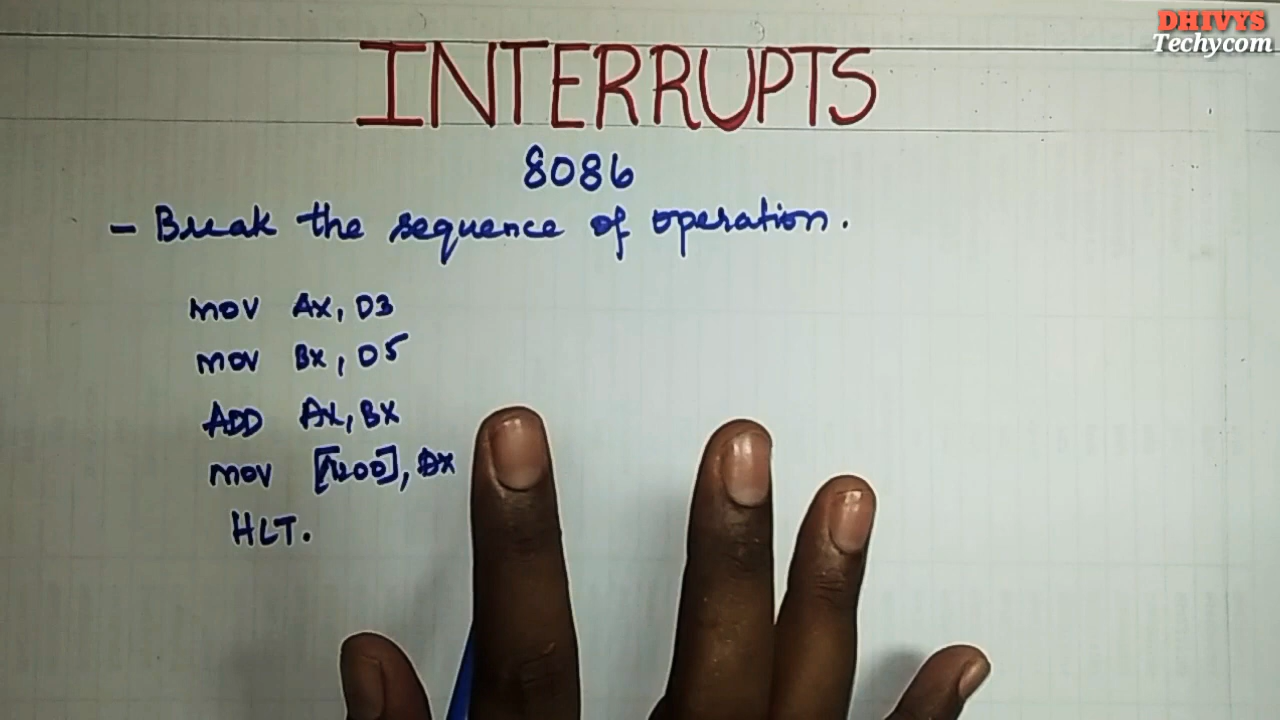 DHIVYS
Techycom
INTERRUPTS
8086
- Break the sequence of operation.
MOV AX, 03
MOV BX, 05
ADD AX, BX
MOV [1200], AX
HLT.